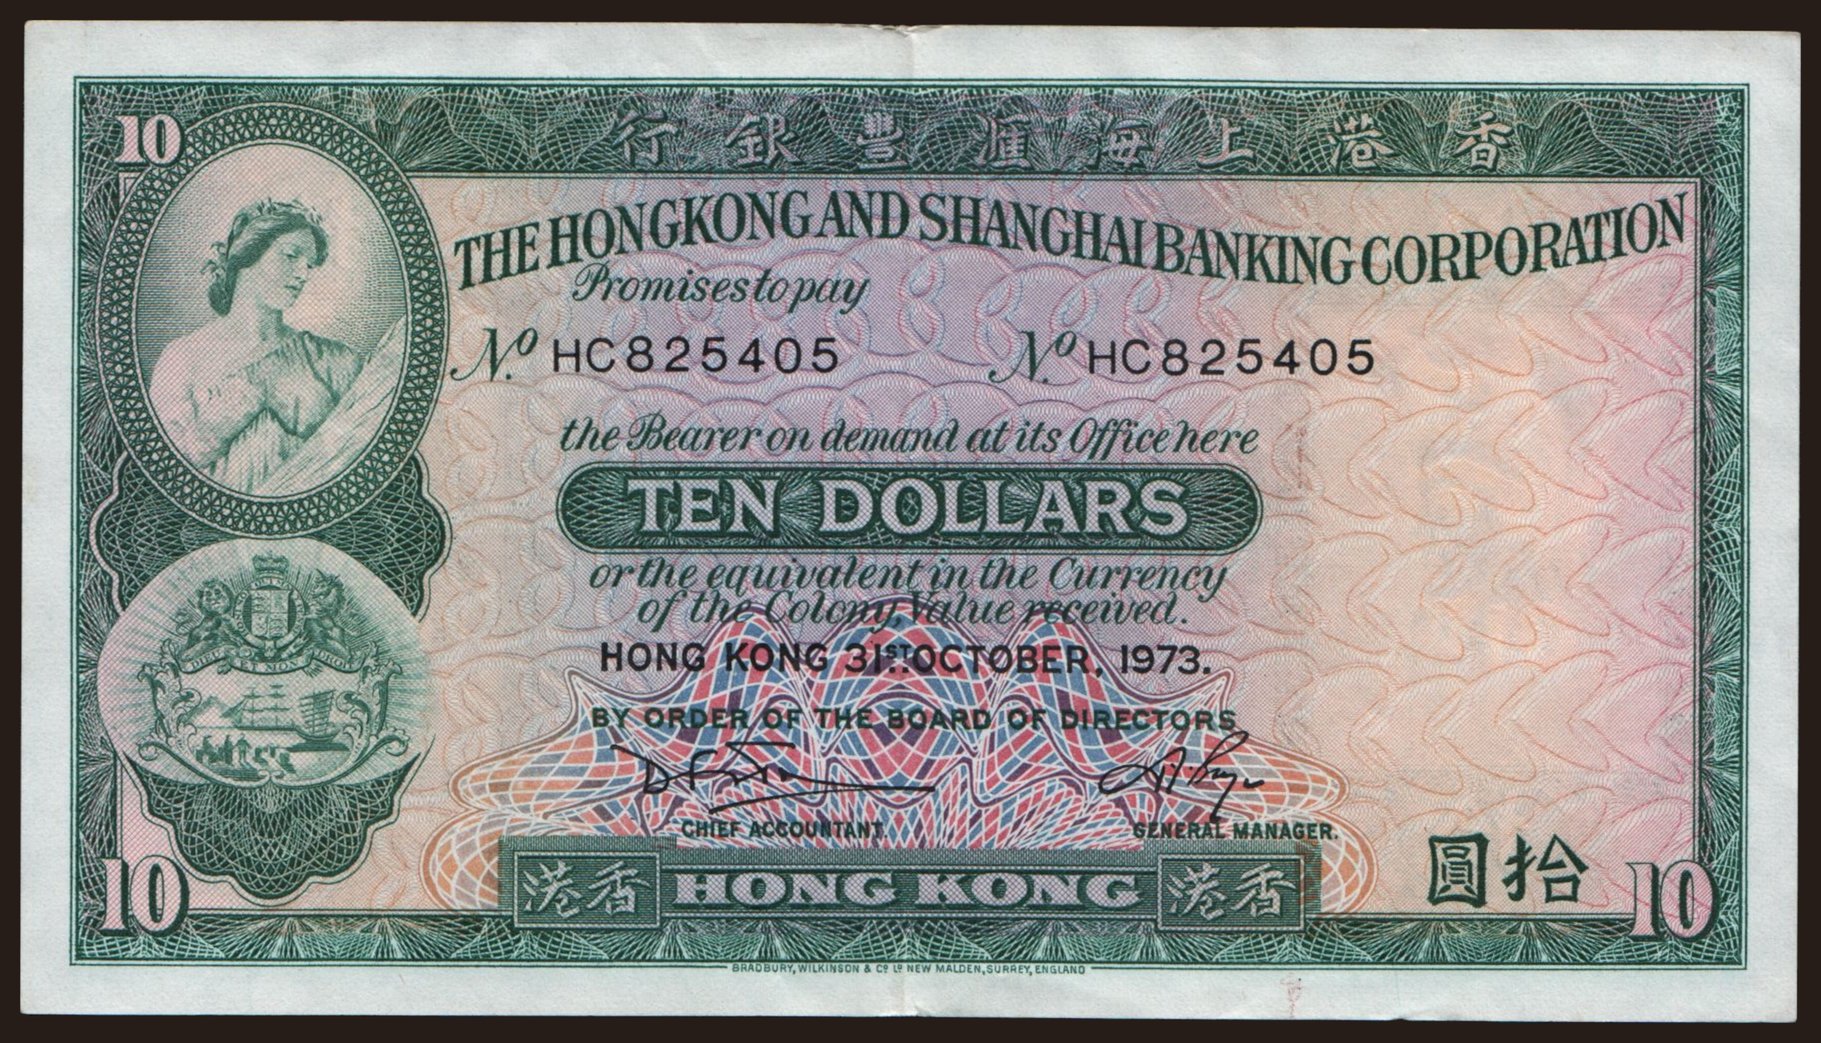 行銀豐滙海上港香
10
THE HONGKONG AND SHANGHAI BANKING CORPORATION
Promises to pay
No. HC825405 No. HC825405
the Bearer on demand at its Office here
TEN DOLLARS
or the equivalent in the Currency
of the Colony, Value received.
HONG KONG 31ST OCTOBER, 1973.
BY ORDER OF THE BOARD OF DIRECTORS
CHIEF ACCOUNTANT. GENERAL MANAGER.
圓拾
10 港香 HONG KONG 港香 10
BRADBURY, WILKINSON & Co. Ld. NEW MALDEN, SURREY, ENGLAND